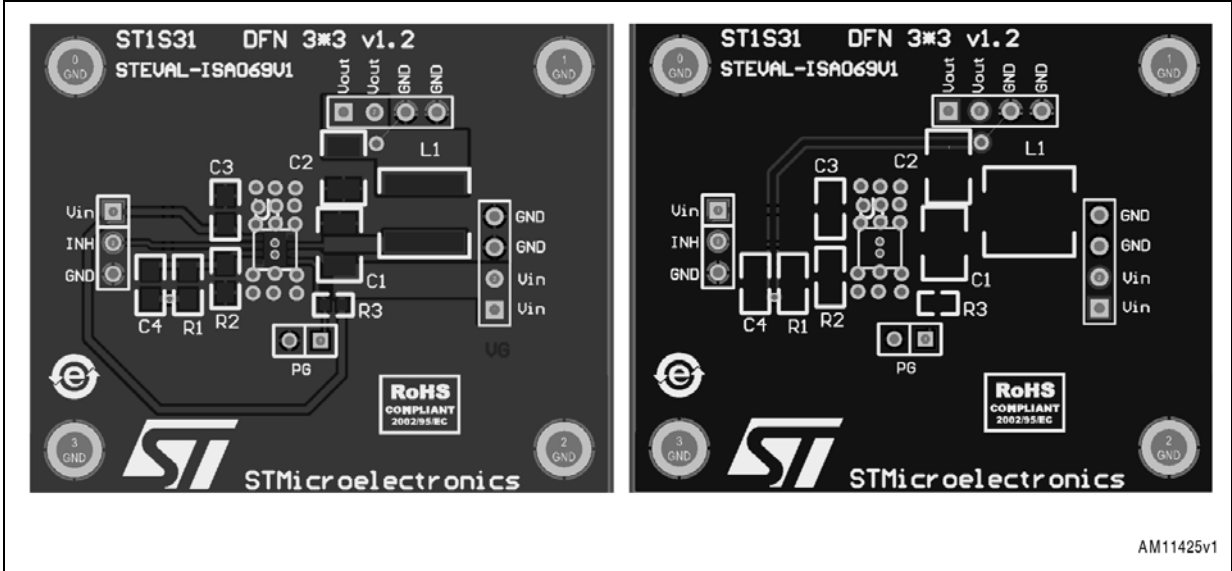 ST1S31 DFN 3*3 v1.2
STEVAL-ISA069V1
0
GND
1
GND
Vout
Vout
GND
GND
C3
C2
L1
Vin
INH
GND
GND
GND
Vin
Vin
C1
C4
R1
R2
R3
PG
VG
e
RoHS
COMPLIANT
2002/95/EC
3
GND
2
GND
ST
STMicroelectronics
ST1S31 DFN 3*3 v1.2
STEVAL-ISA069V1
0
GND
1
GND
Vout
Vout
GND
GND
C3
C2
L1
Vin
INH
GND
GND
GND
Vin
Vin
C1
C4
R1
R2
R3
PG
e
RoHS
COMPLIANT
2002/95/EC
3
GND
2
GND
ST
STMicroelectronics
AM11425v1